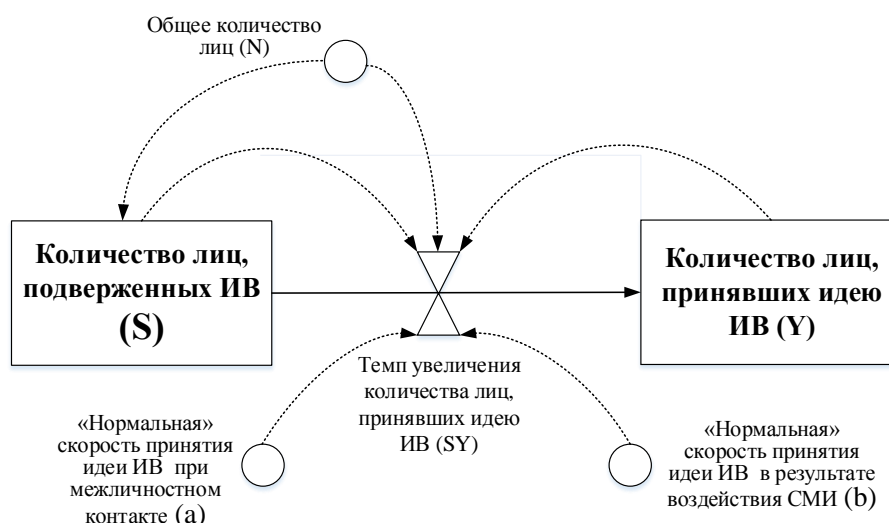 Общее количество
лиц (N)
Количество лиц,
подверженных ИВ
(S)
Количество лиц,
принявших идею
ИВ (Y)
Темп увеличения
количества лиц,
принявших идею
ИВ (SY)
«Нормальная»
скорость принятия
идеи ИВ при
межличностном
контакте (a)
«Нормальная»
скорость принятия
идеи ИВ в результате
воздействия СМИ (b)